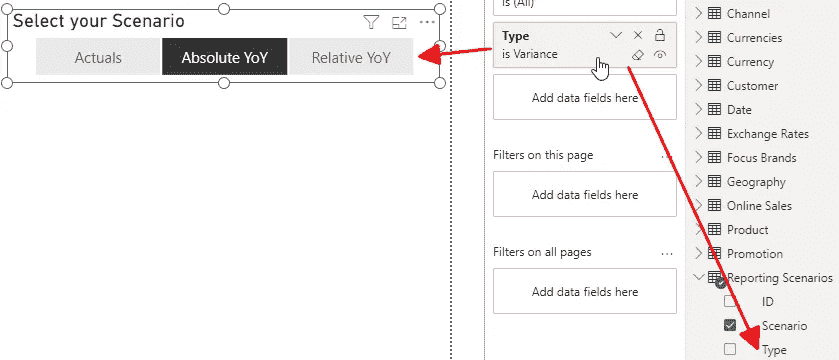 Select your Scenario
Actuals
Absolute YoY
Relative YoY
is (All)
Type
is Variance
Add data fields here
Filters on this page
...
Add data fields here
Filters on all pages
...
Add data fields here
Channel
Currencies
Currency
Customer
Date
Exchange Rates
Focus Brands
Geography
Online Sales
Product
Promotion
Reporting Scenarios
ID
Scenario
Type